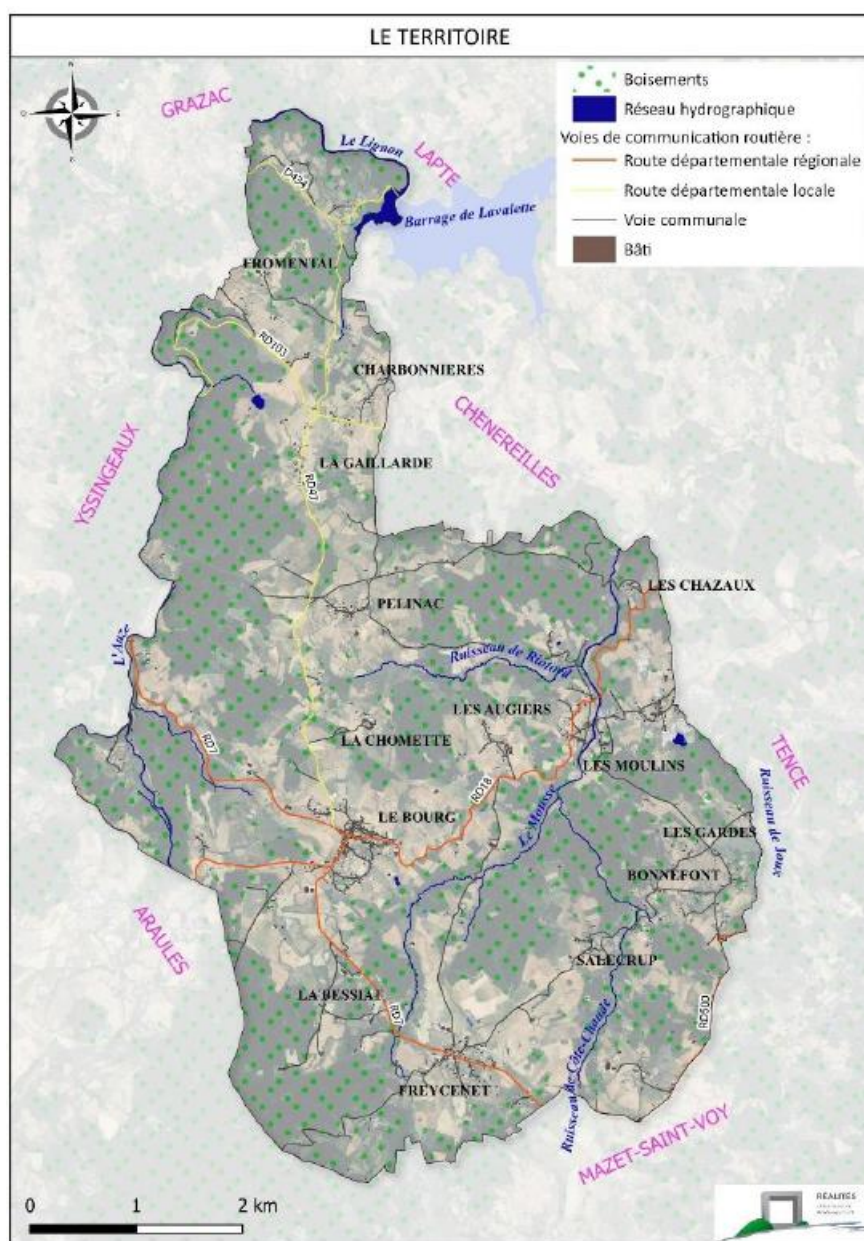 LE TERRITOIRE
Boisements
Réseau hydrographique
Voies de communication routière :
Route départementale régionale
Route départementale locale
Voie communale
Bâti
GRAZAC
Le Lignon
LAPTE
D434
Barrage de Lavalette
FROMENTAL
RD103
CHARBONNIERES
CHENEREILLES
YSSINGEAUX
LA GAILLARDE
RD47
LES CHAZAUX
PELINAC
L'Auze
Ruisseau de Riotord
LES AUGIERS
RD7
LA CHOMETTE
TENCE
LES MOULINS
RD18
Ruisseau de Joux
LE BOURG
Le Mousse
LES GARDES
BONNEFONT
ARAULES
SALECRUP
LA BESSIAT
RD500
RD7
Ruisseau de Côte-Chaude
FREYCENET
MAZET-SAINT-VOY
0 1 2 km
RÉALITÉS